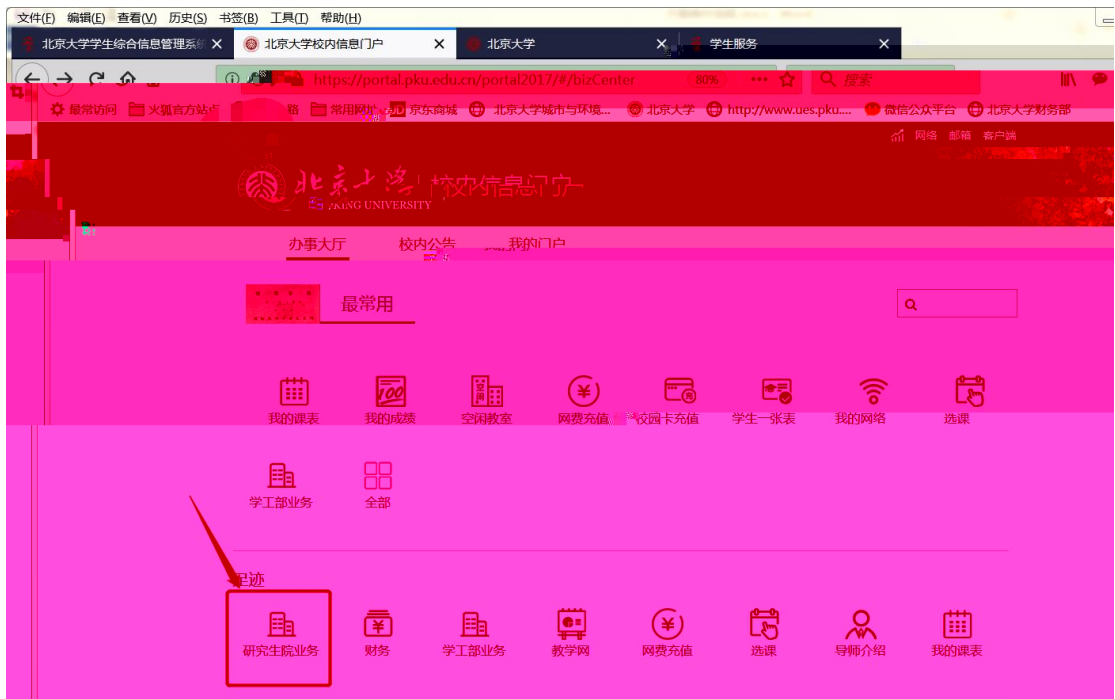 文件(F) 编辑(E) 查看(V) 历史(S) 书签(B) 工具(T) 帮助(H)
北京大学学生综合信息管理系统 北京大学校内信息门户 北京大学 学生服务
https://portal.pku.edu.cn/portal2017/#/bizCenter 80% 搜索
最常访问 火狐官方站点 常用网址 JD 京东商城 北京大学城市与环境... 北京大学 http://www.ues.pku.... 微信公众平台 北京大学财务部
网络 邮箱 客户端
北京大学 校内信息门户
PEKING UNIVERSITY
办事大厅 校内公告 我的门户
最常用
我的课表 我的成绩 空闲教室 网费充值 校园卡充值 学生一张表 我的网络 选课
学工部业务 全部
足迹
研究生院业务 财务 学工部业务 教学网 网费充值 选课 导师介绍 我的课表